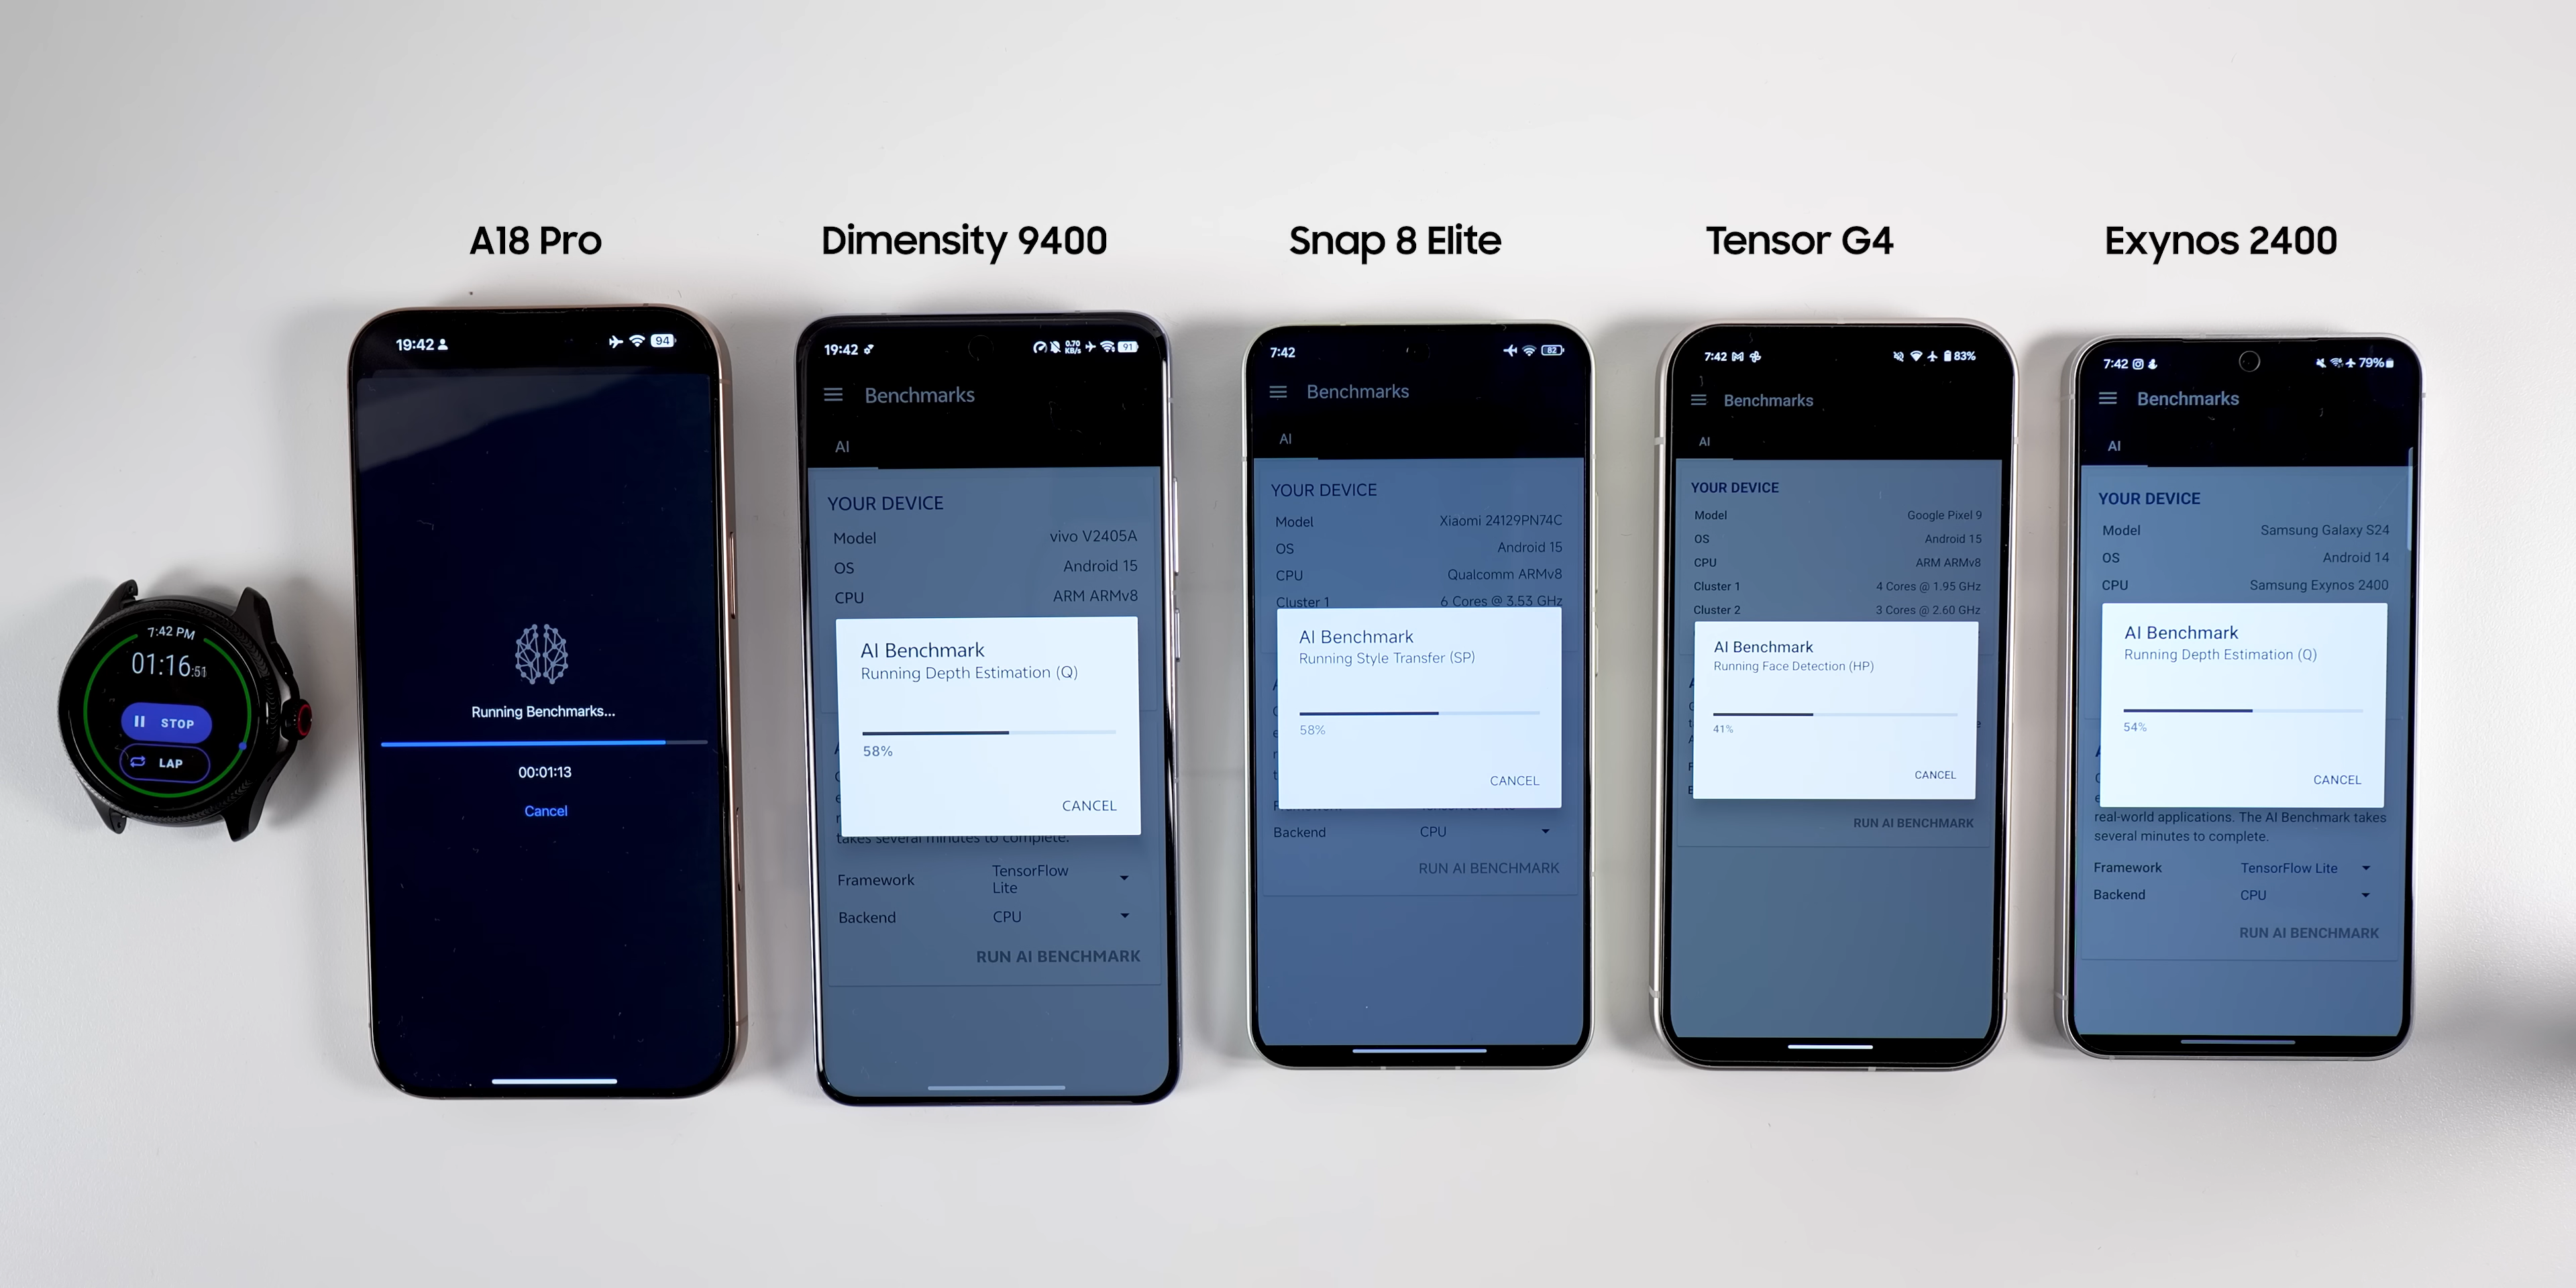 A18 Pro
Dimensity 9400
Snap 8 Elite
Tensor G4
Exynos 2400
7:42 PM
01:16:51
STOP
LAP
19:42
94
Running Benchmarks...
00:01:13
Cancel
19:42
0.70 KB/s
91
Benchmarks
AI
YOUR DEVICE
Model vivo V2405A
OS Android 15
CPU ARM ARMv8
AI Benchmark
Running Depth Estimation (Q)
58%
CANCEL
takes several minutes to complete.
Framework TensorFlow Lite
Backend CPU
RUN AI BENCHMARK
7:42
82
Benchmarks
AI
YOUR DEVICE
Model Xiaomi 24129PN74C
OS Android 15
CPU Qualcomm ARMv8
Cluster 1 6 Cores @ 3.53 GHz
AI Benchmark
Running Style Transfer (SP)
58%
CANCEL
Backend CPU
RUN AI BENCHMARK
7:42
83%
Benchmarks
AI
YOUR DEVICE
Model Google Pixel 9
OS Android 15
CPU ARM ARMv8
Cluster 1 4 Cores @ 1.95 GHz
Cluster 2 3 Cores @ 2.60 GHz
AI Benchmark
Running Face Detection (HP)
41%
CANCEL
RUN AI BENCHMARK
7:42
79%
Benchmarks
AI
YOUR DEVICE
Model Samsung Galaxy S24
OS Android 14
CPU Samsung Exynos 2400
AI Benchmark
Running Depth Estimation (Q)
54%
CANCEL
real-world applications. The AI Benchmark takes
several minutes to complete.
Framework TensorFlow Lite
Backend CPU
RUN AI BENCHMARK